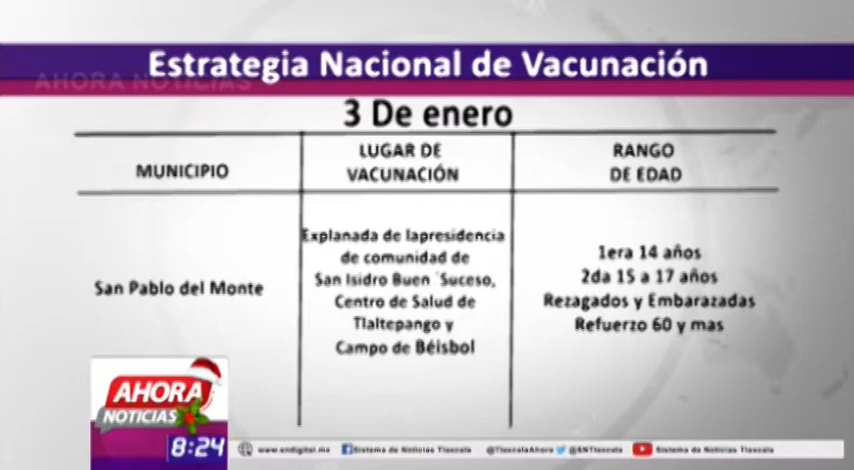 Estrategia Nacional de Vacunación
AHORA NOTICIAS
3 De enero
MUNICIPIO
LUGAR DE
VACUNACIÓN
RANGO
DE EDAD
San Pablo del Monte
Explanada de lapresidencia
de comunidad de
San Isidro Buen ´Suceso,
Centro de Salud de
Tlaltepango y
Campo de Béisbol
1era 14 años
2da 15 a 17 años
Rezagados y Embarazadas
Refuerzo 60 y mas
AHORA
NOTICIAS
8:24
www.sndigital.mx Sistema de Noticias Tlaxcala @TlaxcalaAhora @SNTlaxcala Sistema de Noticias Tlaxcala